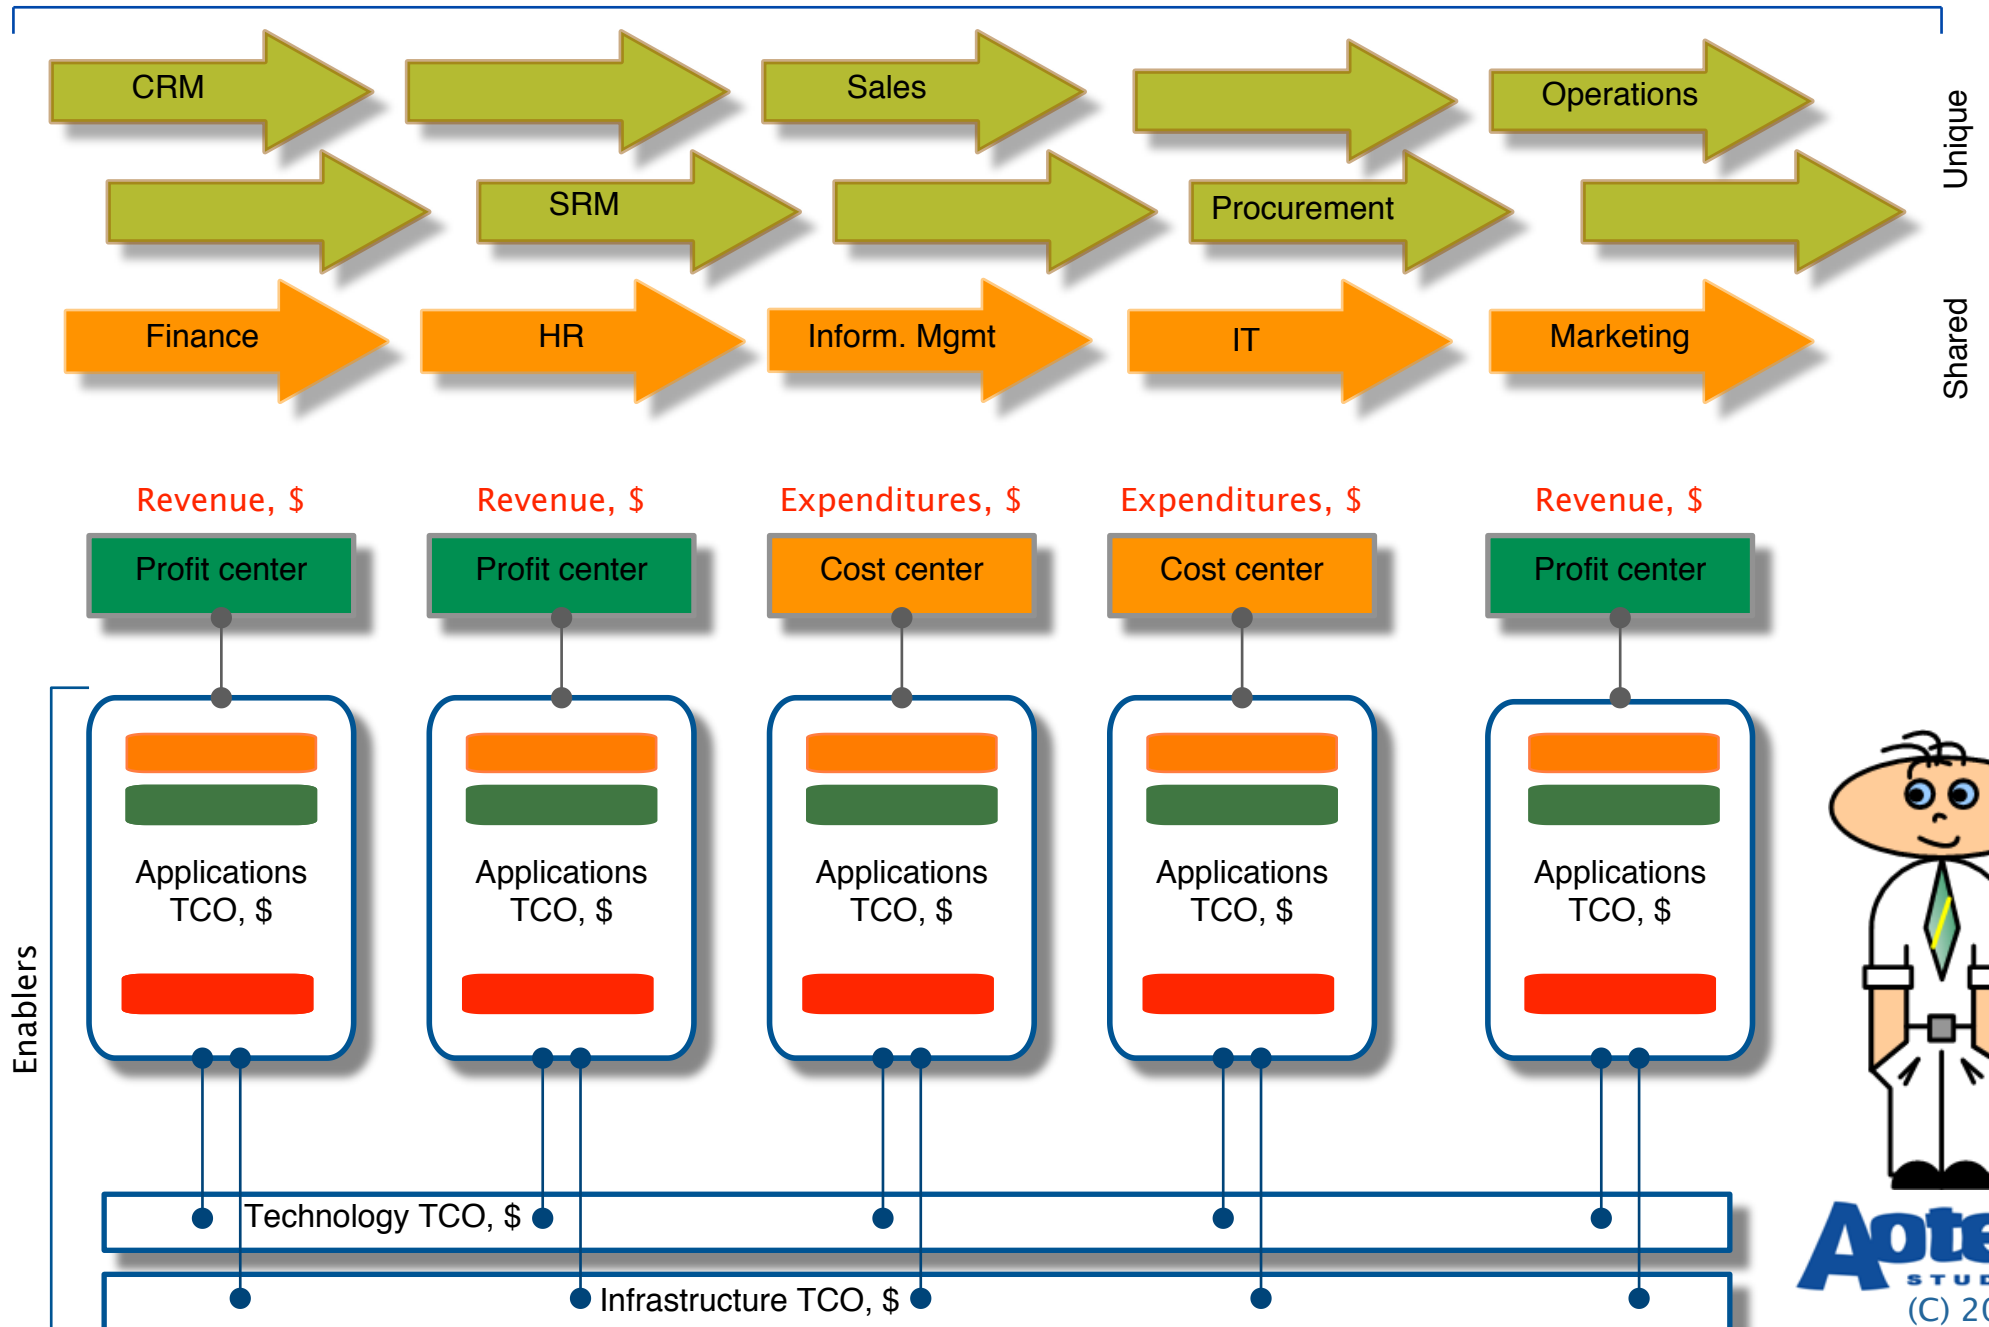 CRM
Sales
Operations
Unique
SRM
Procurement
Finance
HR
Inform. Mgmt
IT
Marketing
Shared
Revenue, $
Revenue, $
Expenditures, $
Expenditures, $
Revenue, $
Profit center
Profit center
Cost center
Cost center
Profit center
Enablers
Applications
TCO, $
Applications
TCO, $
Applications
TCO, $
Applications
TCO, $
Applications
TCO, $
Technology TCO, $
Infrastructure TCO, $
(C)